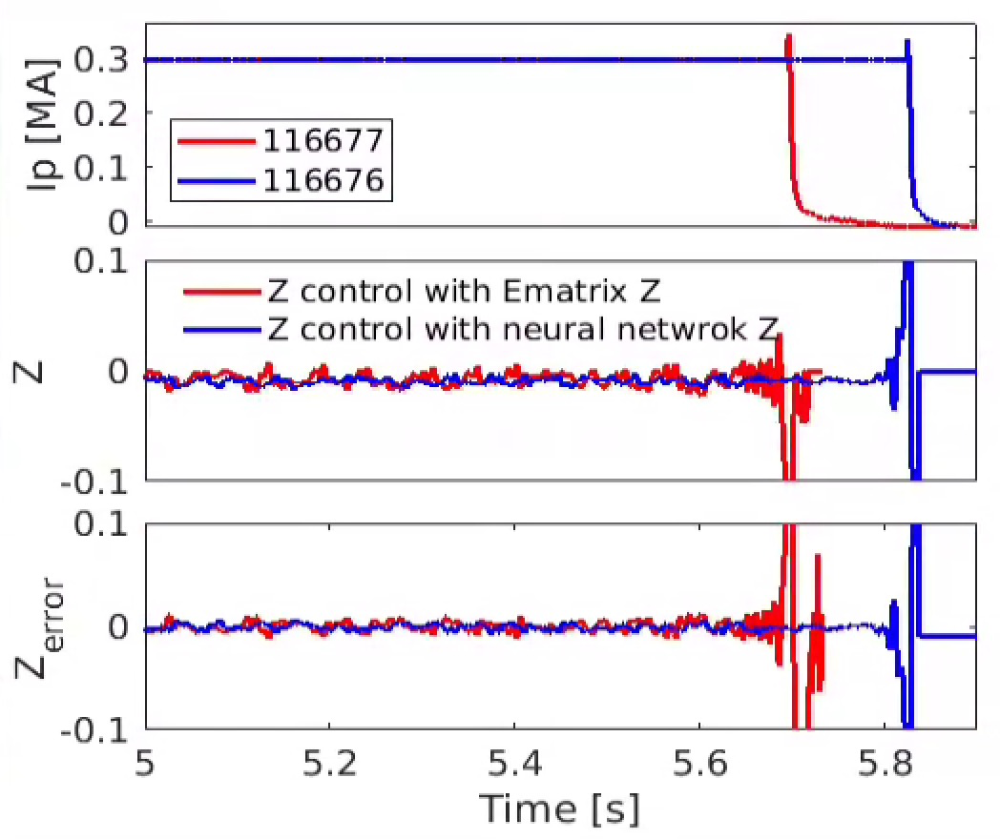 Ip [MA]
0.3
0.2
0.1
0
116677
116676
Z
0.1
0
-0.1
Z control with Ematrix Z
Z control with neural netwrok Z
Zerror
0.1
0
-0.1
5 5.2 5.4 5.6 5.8
Time [s]